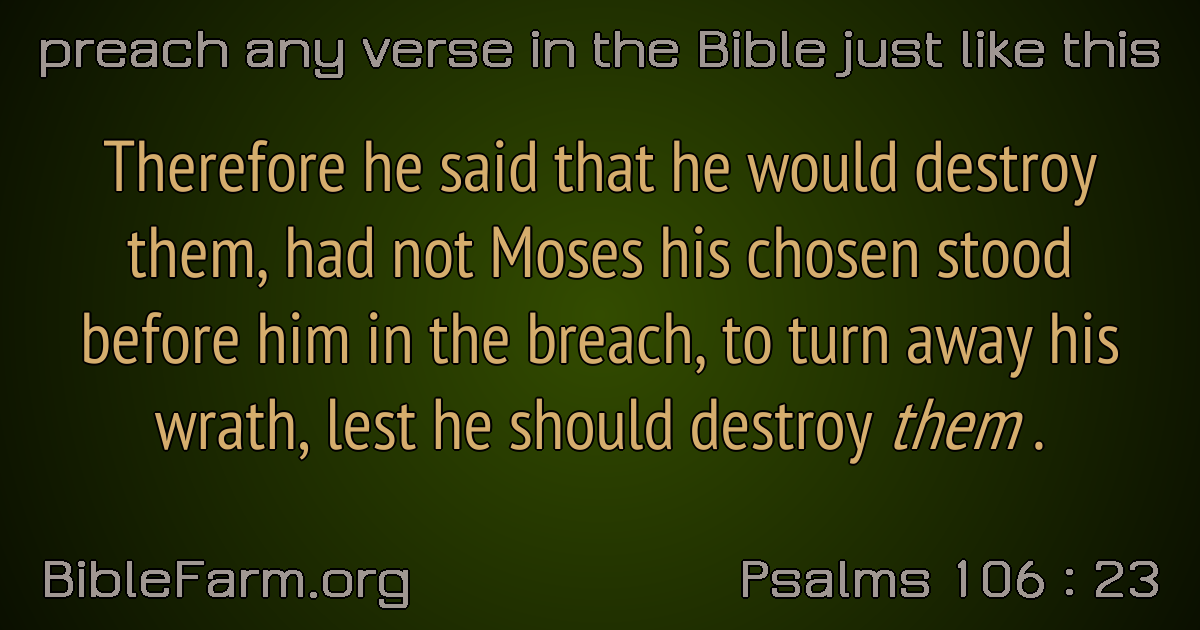 preach any verse in the Bible just like this
Therefore he said that he would destroy
them, had not Moses his chosen stood
before him in the breach, to turn away his
wrath, lest he should destroy them .
BibleFarm.org
Psalms 106 : 23